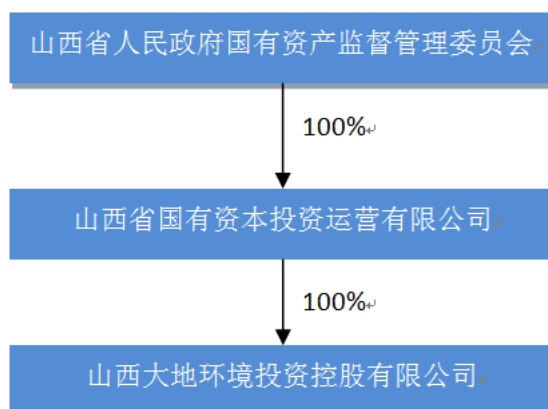 山西省人民政府国有资产监督管理委员会
100%
山西省国有资本投资运营有限公司
100%
山西大地环境投资控股有限公司